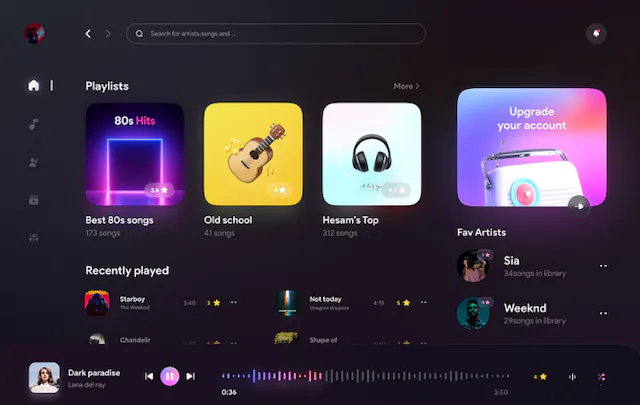 Search for artists,songs and ...
Playlists
More
80s Hits
3.8
4
Best 80s songs
173 songs
Old school
41 songs
Hesam's Top
312 songs
Upgrade
your account
Fav Artists
Sia
34songs in library
Weeknd
29songs in library
Recently played
Starboy
The Weeknd
3:40
3
Not today
Imagine dragons
4:13
5
Chandelir
Shape of
Dark paradise
Lana del ray
0:36
3:50
4